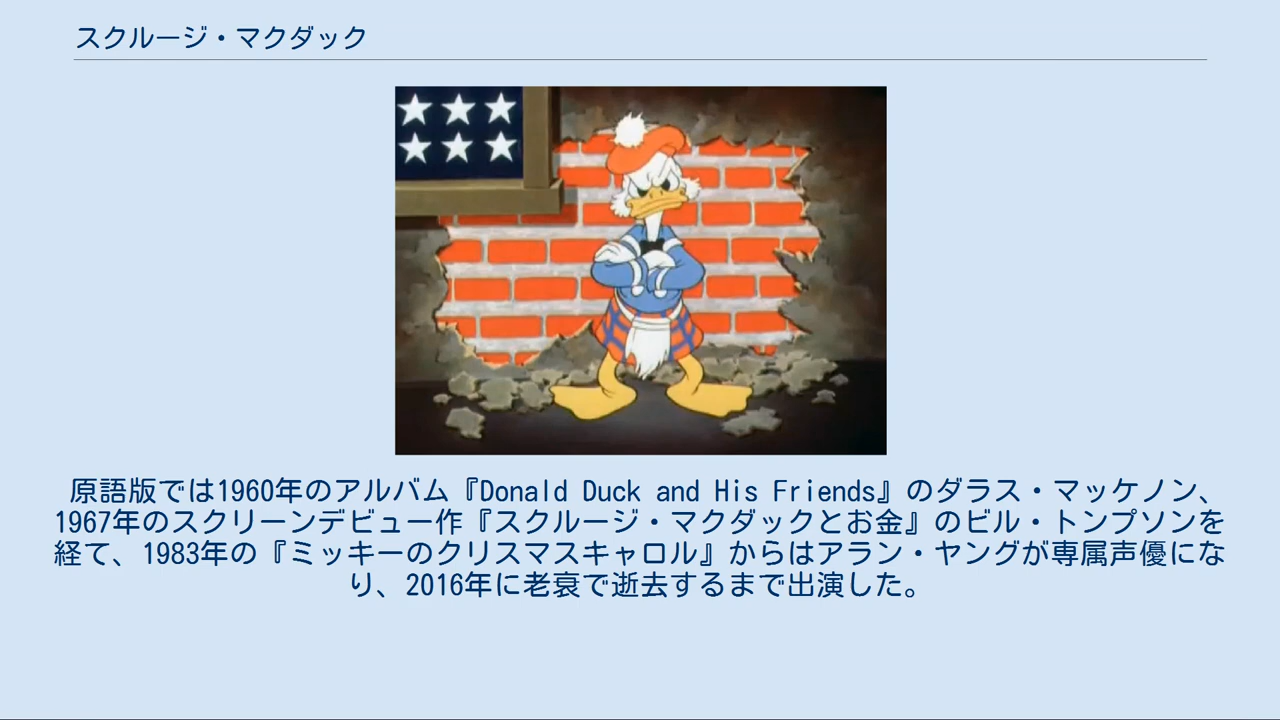 スクルージ・マクダック
原語版では1960年のアルバム『Donald Duck and His Friends』のダラス・マッケノン、
1967年のスクリーンデビュー作『スクルージ・マクダックとお金』のビル・トンプソンを
経て、1983年の『ミッキーのクリスマスキャロル』からはアラン・ヤングが専属声優にな
り、2016年に老衰で逝去するまで出演した。